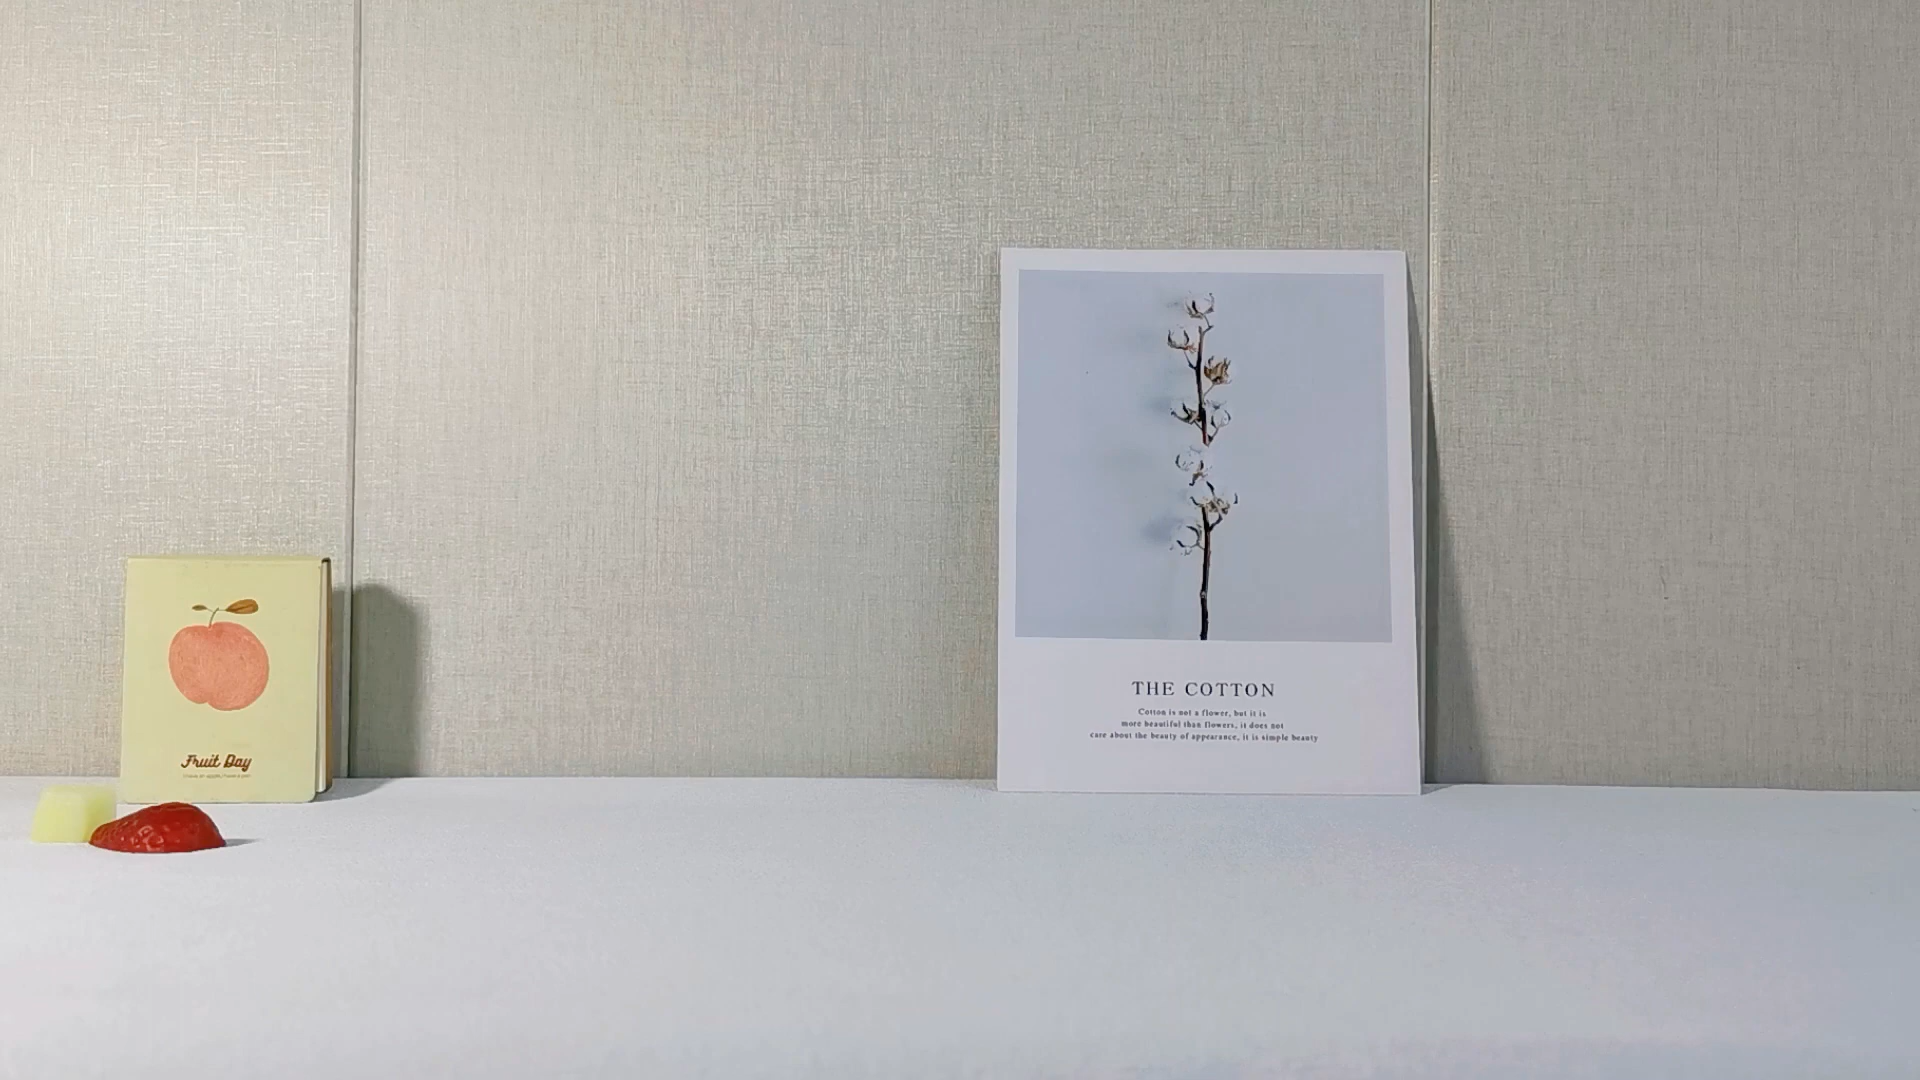 Fruit Day
THE COTTON
Cotton is not a flower, but it is
more beautiful than flowers, it does not
care about the beauty of appearance, it is simple beauty